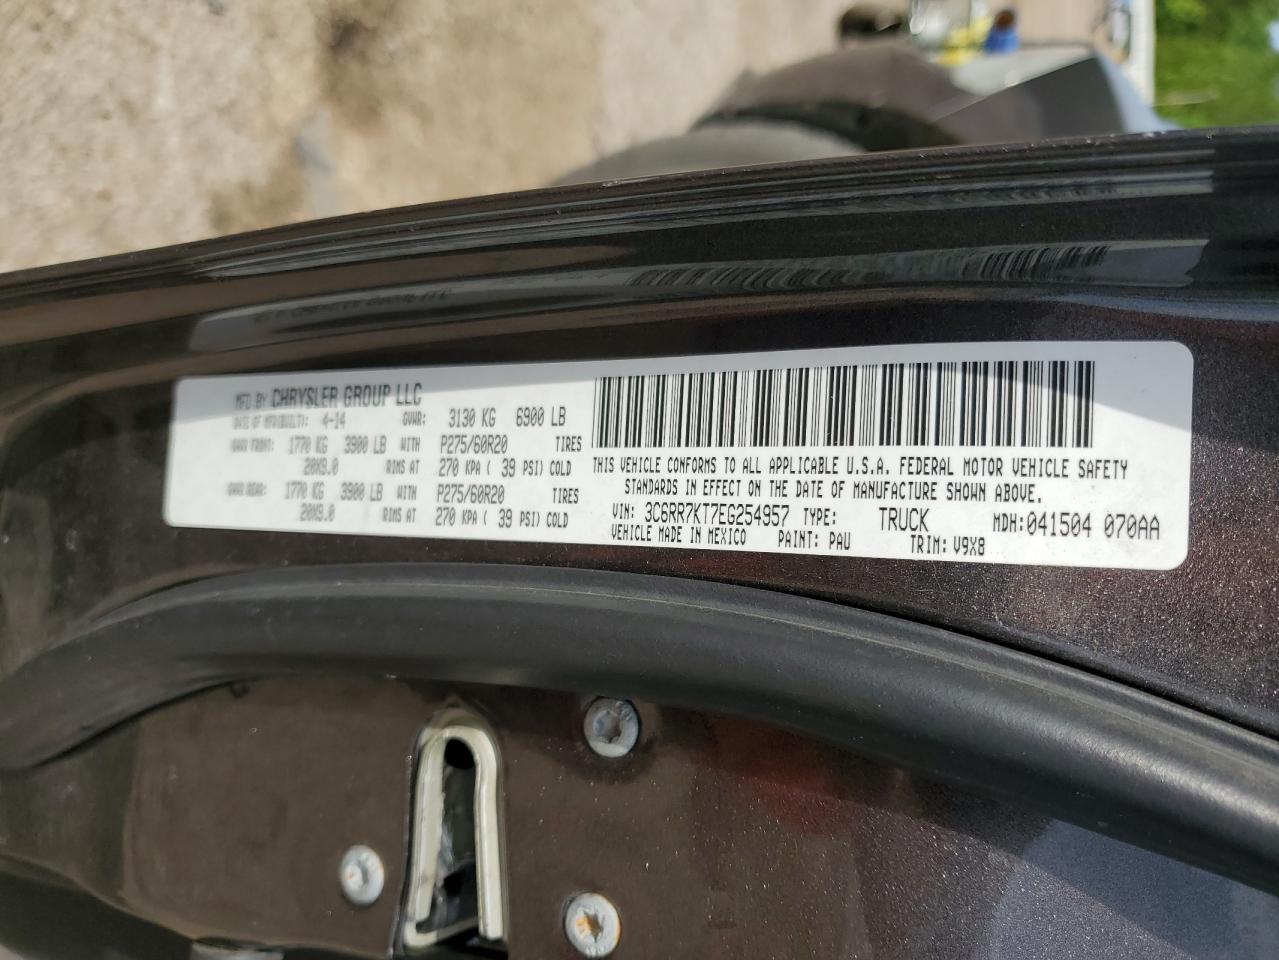 MFD BY CHRYSLER GROUP LLC
DATE OF MFR(BUILT): 4-14 GVWR: 3130 KG 6900 LB
GAWR FRONT: 1770 KG 3900 LB WITH P275/60R20 TIRES
20X9.0 RIMS AT 270 KPA ( 39 PSI) COLD
GAWR REAR: 1770 KG 3900 LB WITH P275/60R20 TIRES
20X9.0 RIMS AT 270 KPA ( 39 PSI) COLD
THIS VEHICLE CONFORMS TO ALL APPLICABLE U.S.A. FEDERAL MOTOR VEHICLE SAFETY
STANDARDS IN EFFECT ON THE DATE OF MANUFACTURE SHOWN ABOVE.
VIN: 3C6RR7KT7EG254957 TYPE: TRUCK MDH:041504 070AA
VEHICLE MADE IN MEXICO PAINT: PAU TRIM: V9X8